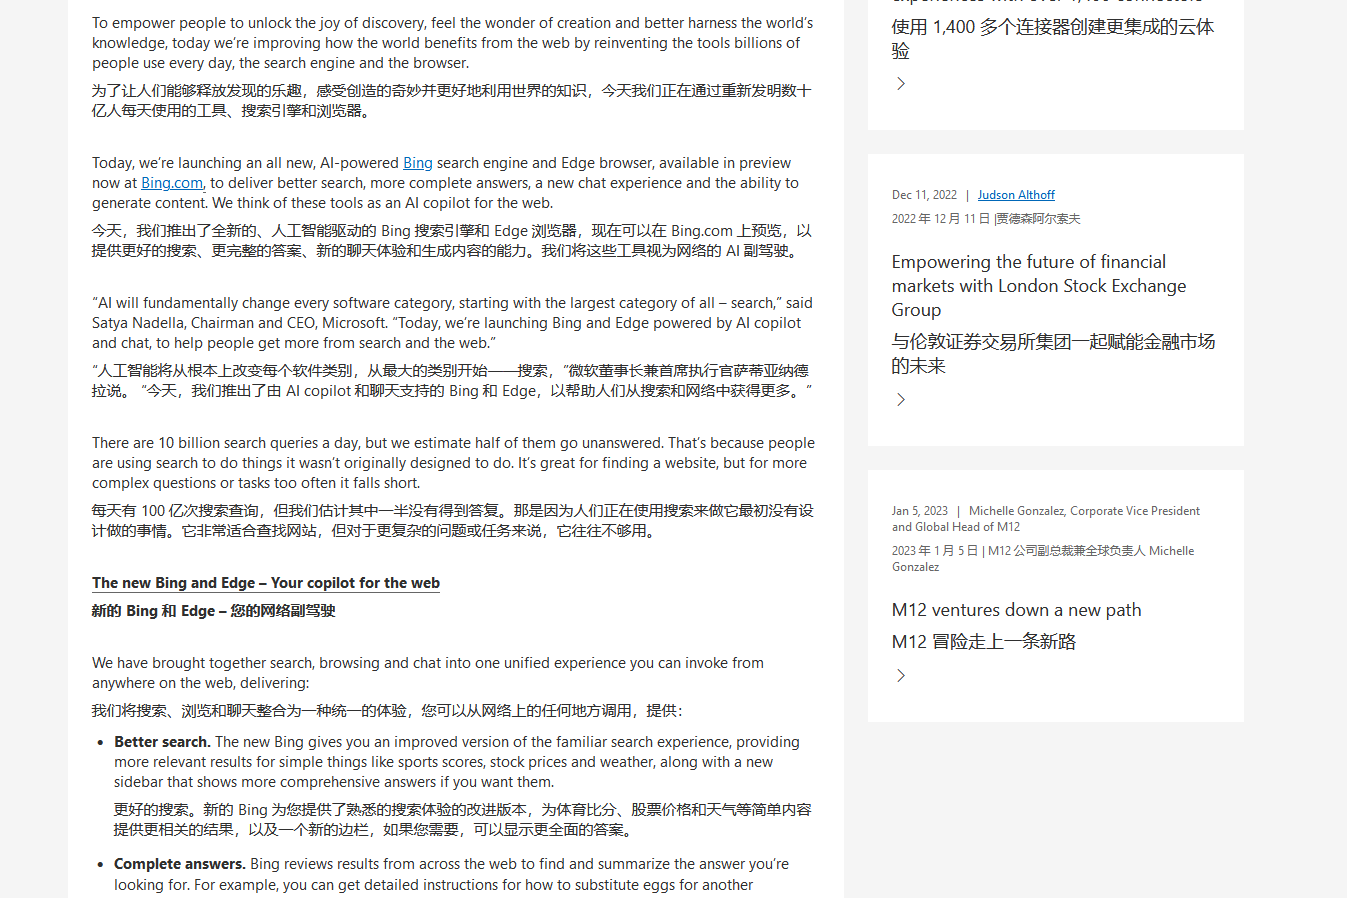 To empower people to unlock the joy of discovery, feel the wonder of creation and better harness the world's
knowledge, today we're improving how the world benefits from the web by reinventing the tools billions of
people use every day, the search engine and the browser.
为了让人们能够释放发现的乐趣，感受创造的奇妙并更好地利用世界的知识，今天我们正在通过重新发明数十
亿人每天使用的工具、搜索引擎和浏览器。
Today, we're launching an all new, AI-powered Bing search engine and Edge browser, available in preview
now at Bing.com, to deliver better search, more complete answers, a new chat experience and the ability to
generate content. We think of these tools as an AI copilot for the web.
今天，我们推出了全新的、人工智能驱动的 Bing 搜索引擎和 Edge 浏览器，现在可以在 Bing.com 上预览，以
提供更好的搜索、更完整的答案、新的聊天体验和生成内容的能力。我们将这些工具视为网络的 AI 副驾驶。
“AI will fundamentally change every software category, starting with the largest category of all – search,” said
Satya Nadella, Chairman and CEO, Microsoft. “Today, we're launching Bing and Edge powered by AI copilot
and chat, to help people get more from search and the web.”
“人工智能将从根本上改变每个软件类别，从最大的类别开始——搜索，”微软董事长兼首席执行官萨蒂亚纳德
拉说。 “今天，我们推出了由 AI copilot 和聊天支持的 Bing 和 Edge，以帮助人们从搜索和网络中获得更多。”
There are 10 billion search queries a day, but we estimate half of them go unanswered. That's because people
are using search to do things it wasn't originally designed to do. It's great for finding a website, but for more
complex questions or tasks too often it falls short.
每天有 100 亿次搜索查询，但我们估计其中一半没有得到答复。那是因为人们正在使用搜索来做它最初没有设
计做的事情。它非常适合查找网站，但对于更复杂的问题或任务来说，它往往不够用。
The new Bing and Edge – Your copilot for the web
新的 Bing 和 Edge – 您的网络副驾驶
We have brought together search, browsing and chat into one unified experience you can invoke from
anywhere on the web, delivering:
我们将搜索、浏览和聊天整合为一种统一的体验，您可以从网络上的任何地方调用，提供：
• Better search. The new Bing gives you an improved version of the familiar search experience, providing
more relevant results for simple things like sports scores, stock prices and weather, along with a new
sidebar that shows more comprehensive answers if you want them.
更好的搜索。新的 Bing 为您提供了熟悉的搜索体验的改进版本，为体育比分、股票价格和天气等简单内容
提供更相关的结果，以及一个新的边栏，如果您需要，可以显示更全面的答案。
• Complete answers. Bing reviews results from across the web to find and summarize the answer you're
looking for. For example, you can get detailed instructions for how to substitute eggs for another
使用 1,400 多个连接器创建更集成的云体
验
Dec 11, 2022 | Judson Althoff
2022 年 12 月 11 日 |贾德森阿尔索夫
Empowering the future of financial
markets with London Stock Exchange
Group
与伦敦证券交易所集团一起赋能金融市场
的未来
Jan 5, 2023 | Michelle Gonzalez, Corporate Vice President
and Global Head of M12
2023 年 1 月 5 日 | M12 公司副总裁兼全球负责人 Michelle
Gonzalez
M12 ventures down a new path
M12 冒险走上一条新路